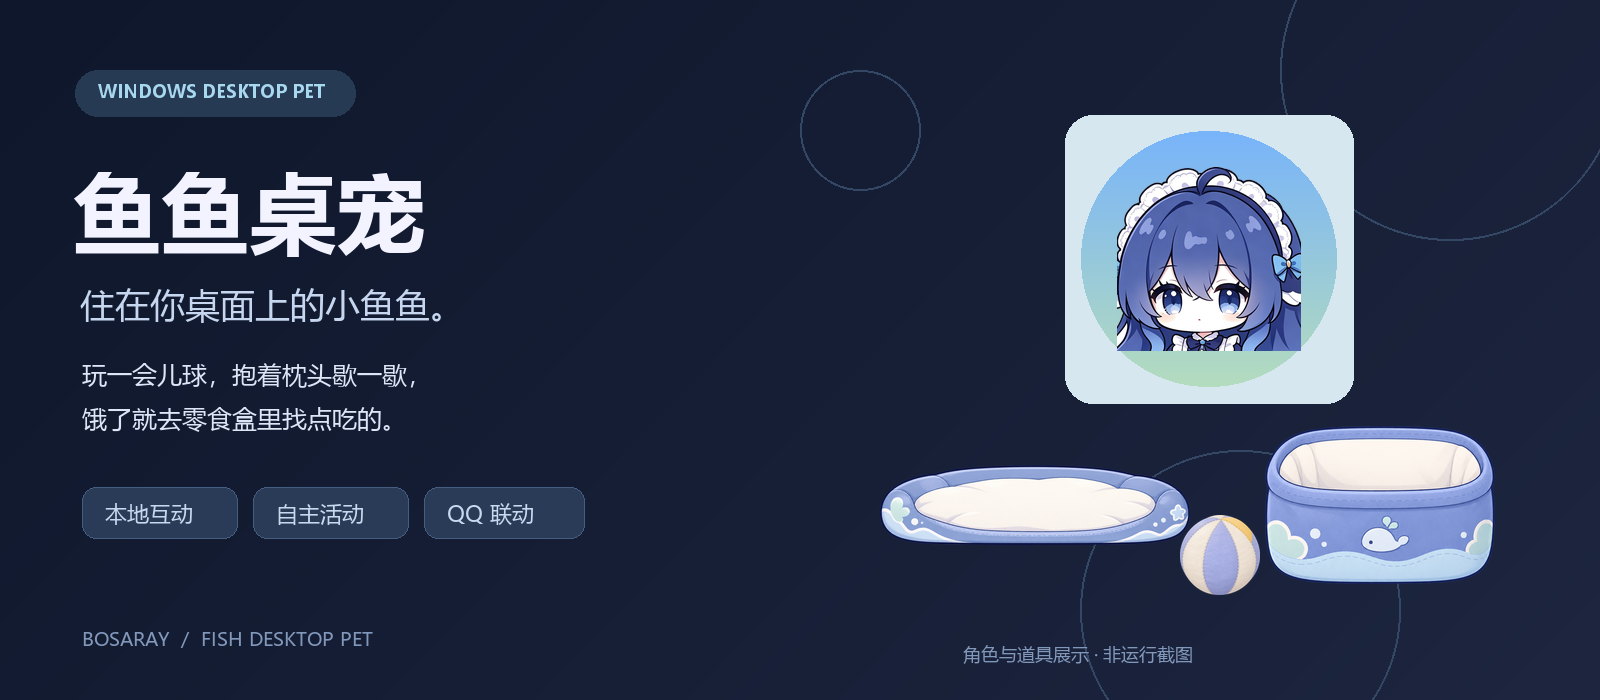 WINDOWS DESKTOP PET
鱼鱼桌宠
住在你桌面上的小鱼鱼。
玩一会儿球，抱着枕头歇一歇，
饿了就去零食盒里找点吃的。
本地互动
自主活动
QQ 联动
BOSARAY / FISH DESKTOP PET
角色与道具展示 · 非运行截图